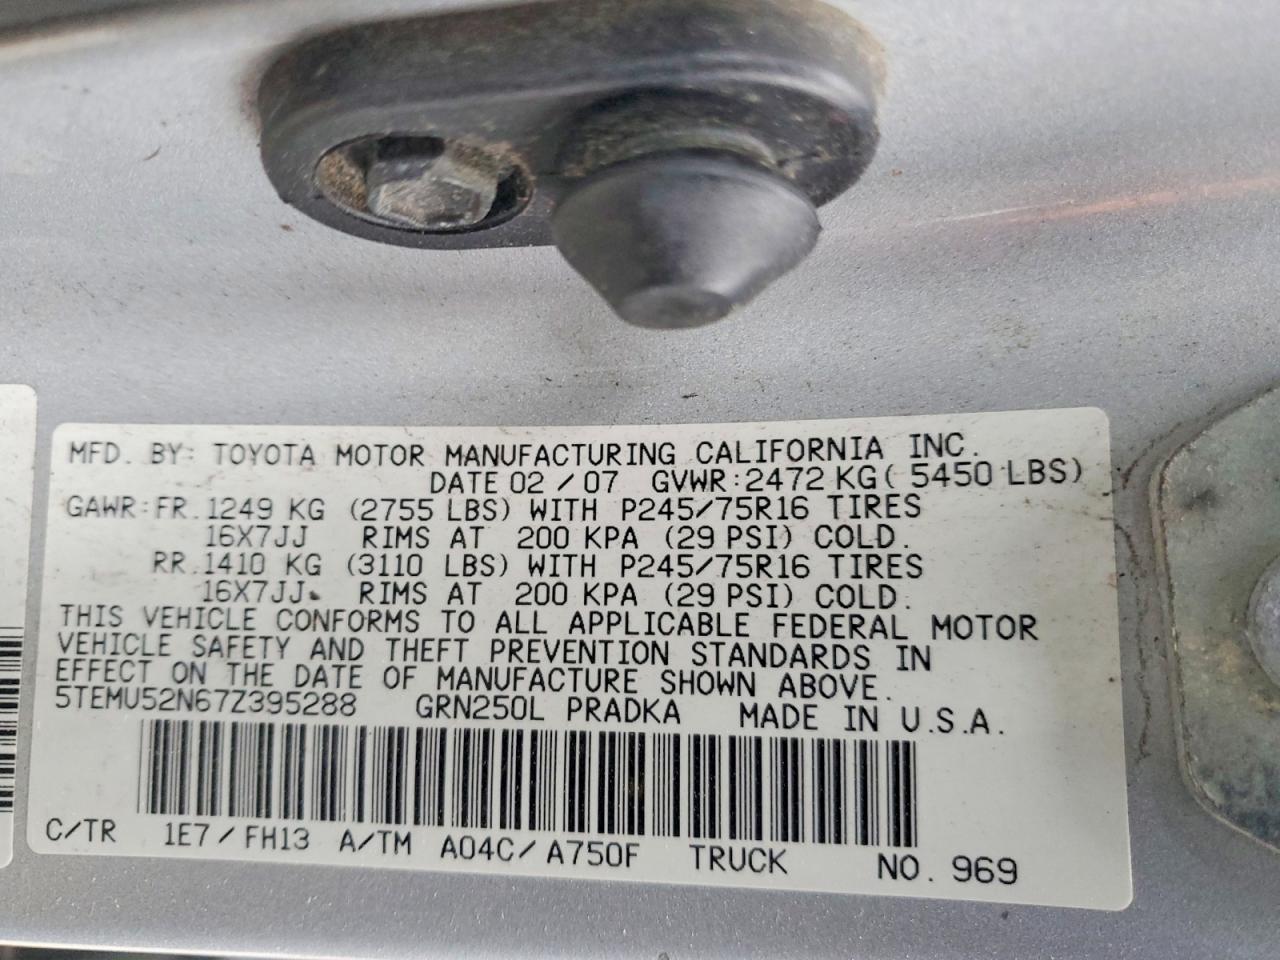 MFD. BY: TOYOTA MOTOR MANUFACTURING CALIFORNIA INC.
DATE 02/07 GVWR:2472 KG( 5450 LBS)
GAWR:FR.1249 KG (2755 LBS) WITH P245/75R16 TIRES
16X7JJ RIMS AT 200 KPA (29 PSI) COLD.
RR.1410 KG (3110 LBS) WITH P245/75R16 TIRES
16X7JJ. RIMS AT 200 KPA (29 PSI) COLD.
THIS VEHICLE CONFORMS TO ALL APPLICABLE FEDERAL MOTOR
VEHICLE SAFETY AND THEFT PREVENTION STANDARDS IN
EFFECT ON THE DATE OF MANUFACTURE SHOWN ABOVE.
5TEMU52N67Z395288 GRN250L PRADKA MADE IN U.S.A.
C/TR 1E7/FH13 A/TM A04C/A750F TRUCK NO. 969